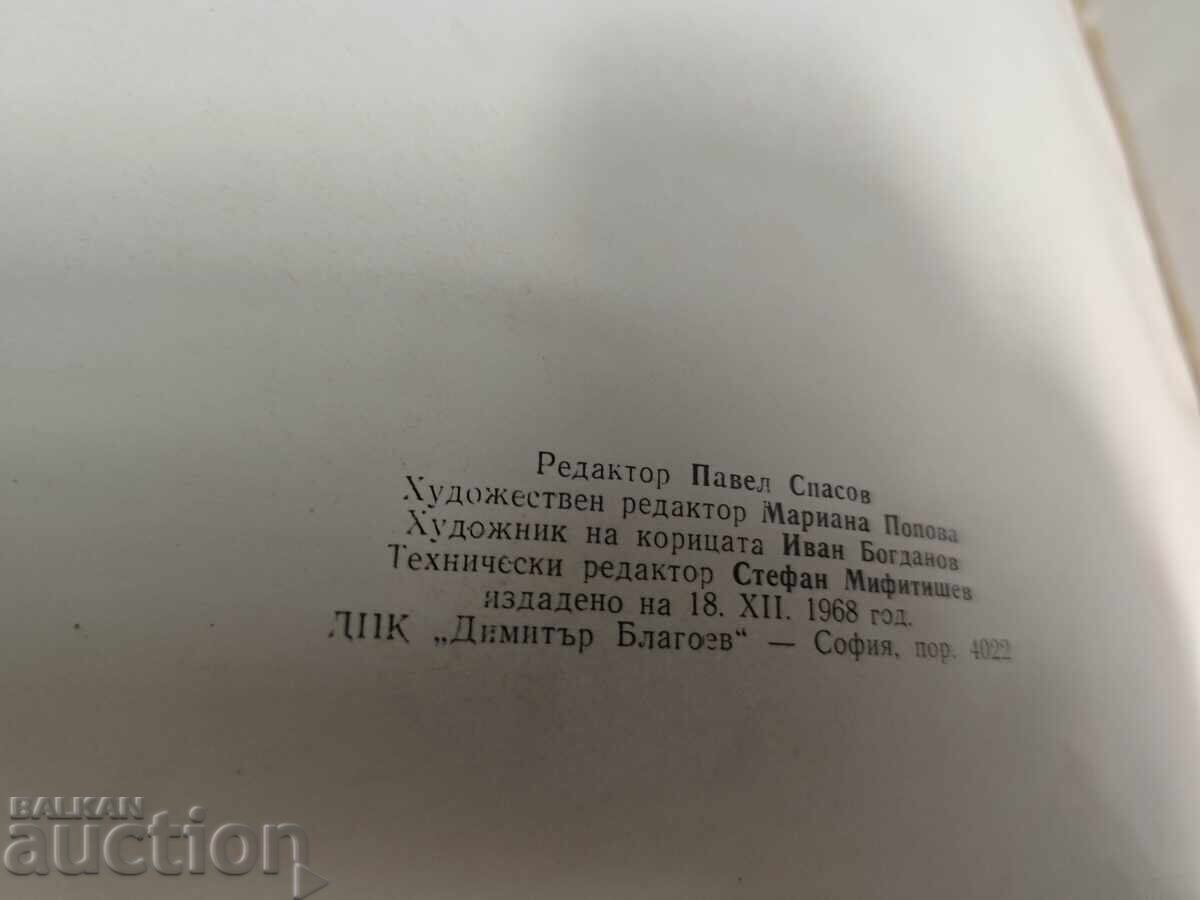 Редактор Павел Спасов
Художествен редактор Мариана Попова
Художник на корицата Иван Богданов
Технически редактор Стефан Мифитишев
издадено на 18. XII. 1968 год.
ДПК „Димитър Благоев“ — София, пор. 4022
BALKAN
auction